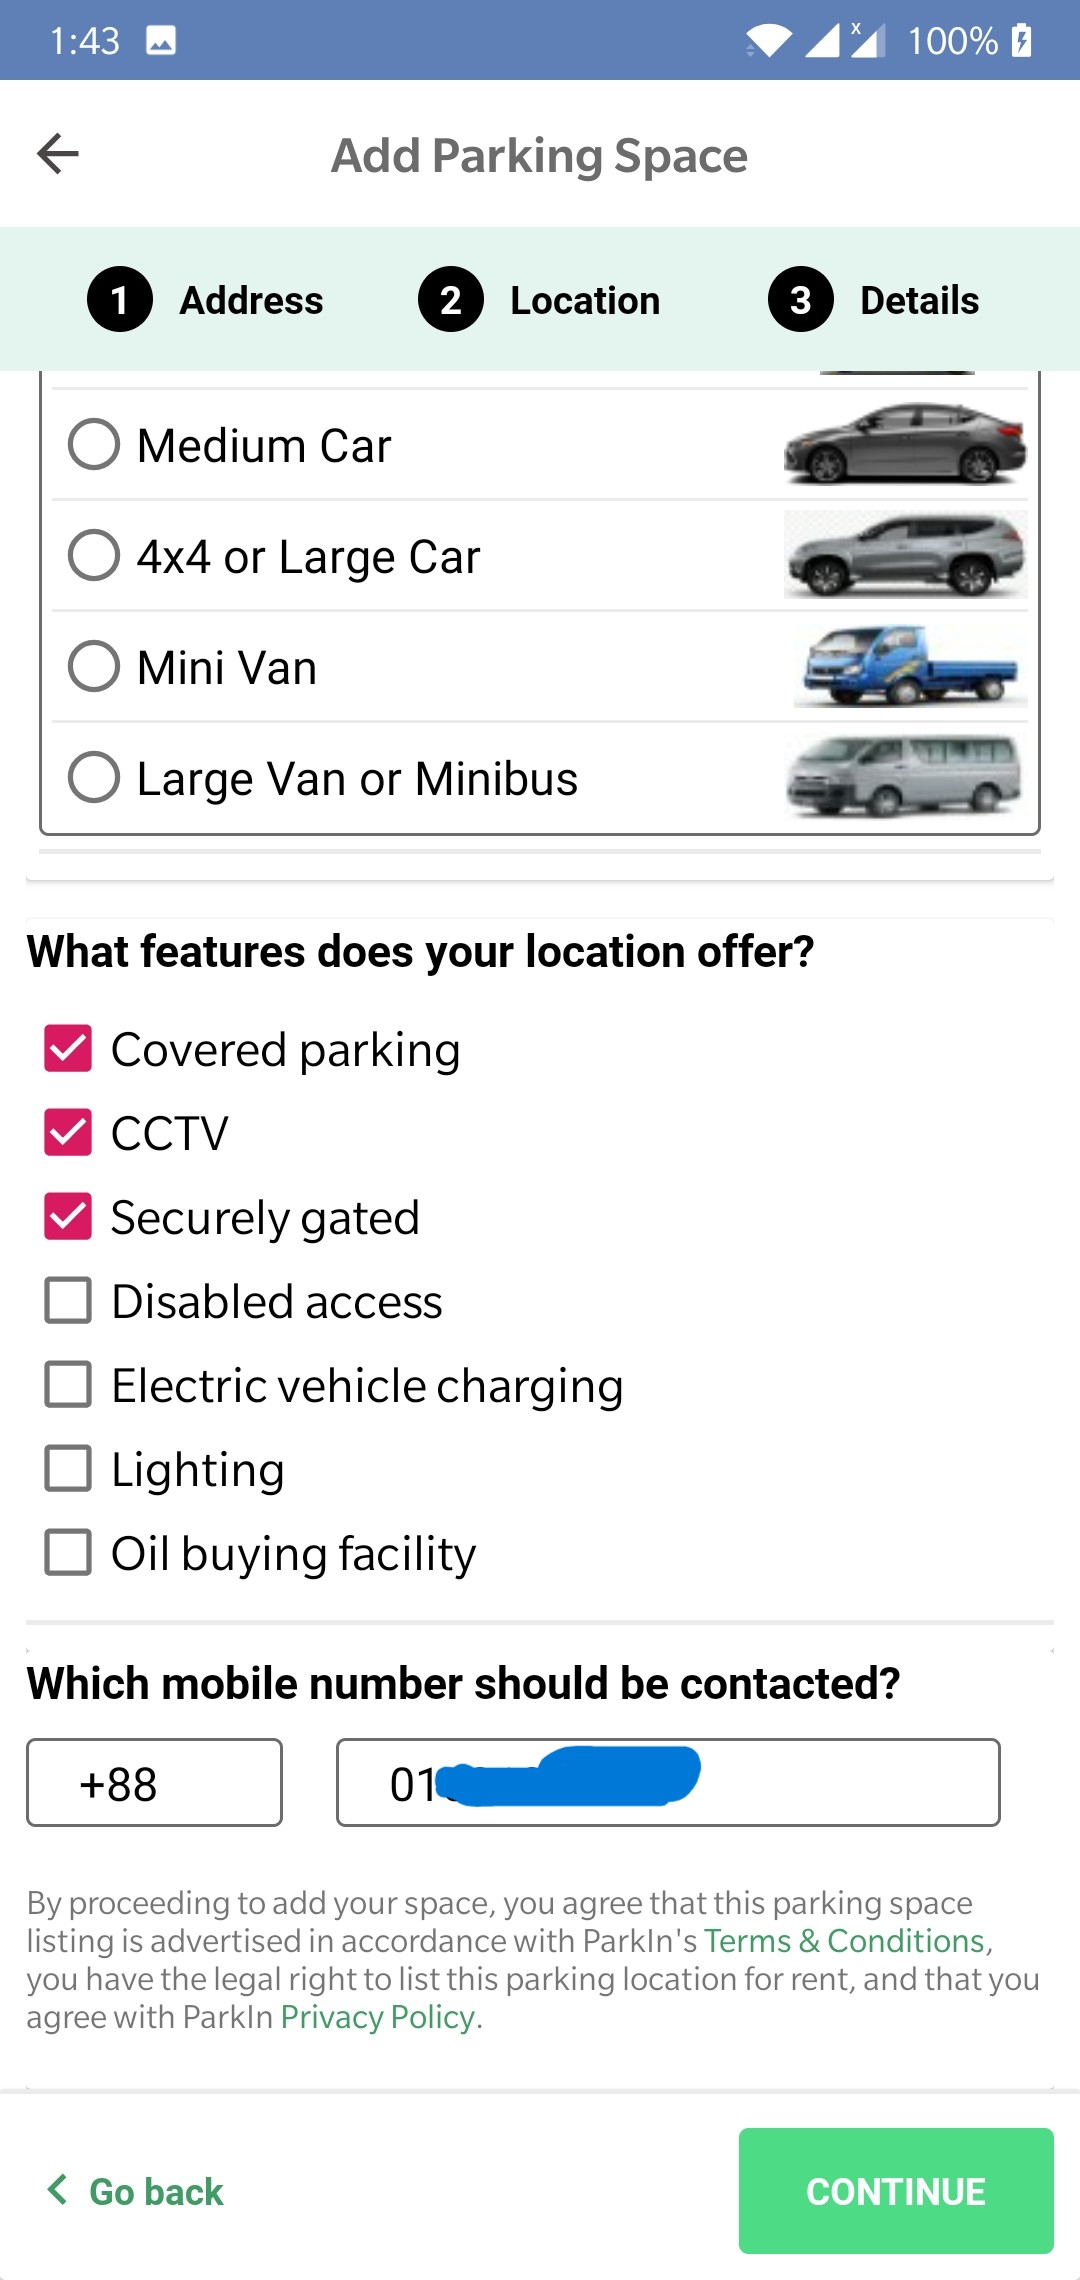 1:43 x 100%
Add Parking Space
1 Address 2 Location 3 Details
Medium Car
4x4 or Large Car
Mini Van
Large Van or Minibus
What features does your location offer?
Covered parking
CCTV
Securely gated
Disabled access
Electric vehicle charging
Lighting
Oil buying facility
Which mobile number should be contacted?
+88 01
By proceeding to add your space, you agree that this parking space
listing is advertised in accordance with ParkIn's Terms & Conditions,
you have the legal right to list this parking location for rent, and that you
agree with ParkIn Privacy Policy.
Go back CONTINUE